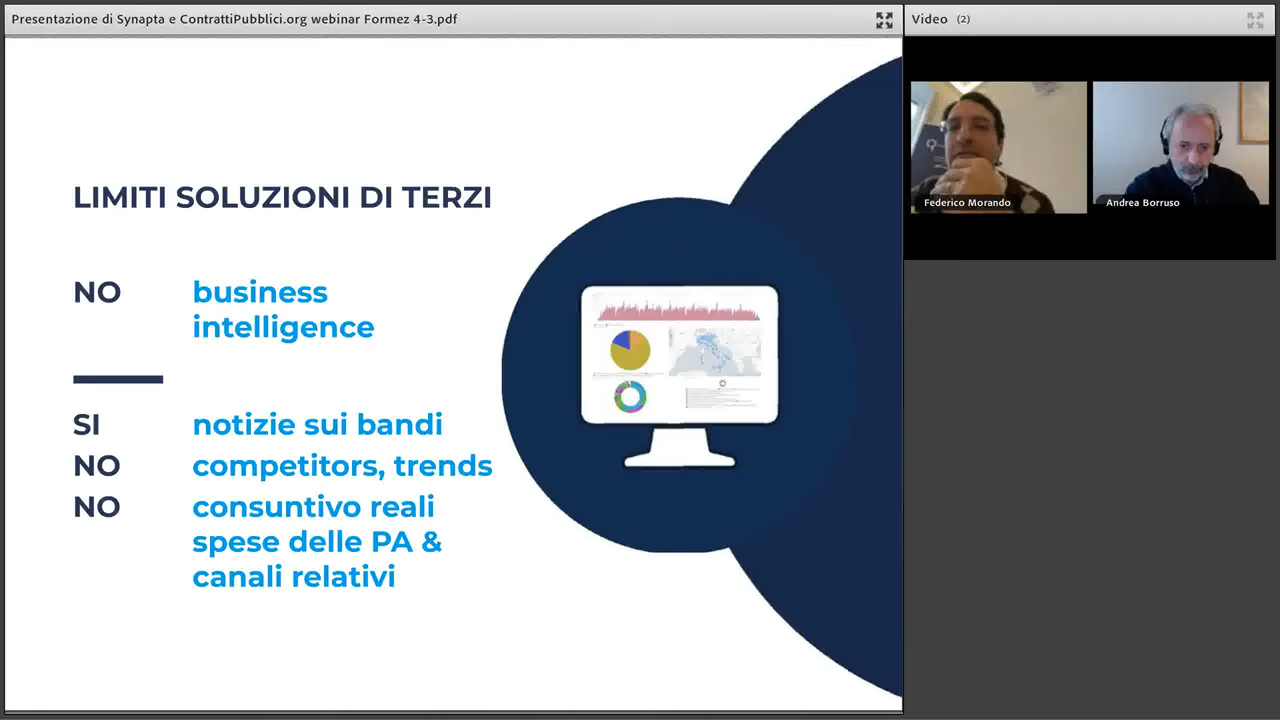 Presentazione di Synapta e ContrattiPubblici.org webinar Formez 4-3.pdf
Video (2)
Federico Morando
Andrea Borruso
LIMITI SOLUZIONI DI TERZI
NO business
intelligence
SI notizie sui bandi
NO competitors, trends
NO consuntivo reali
spese delle PA &
canali relativi